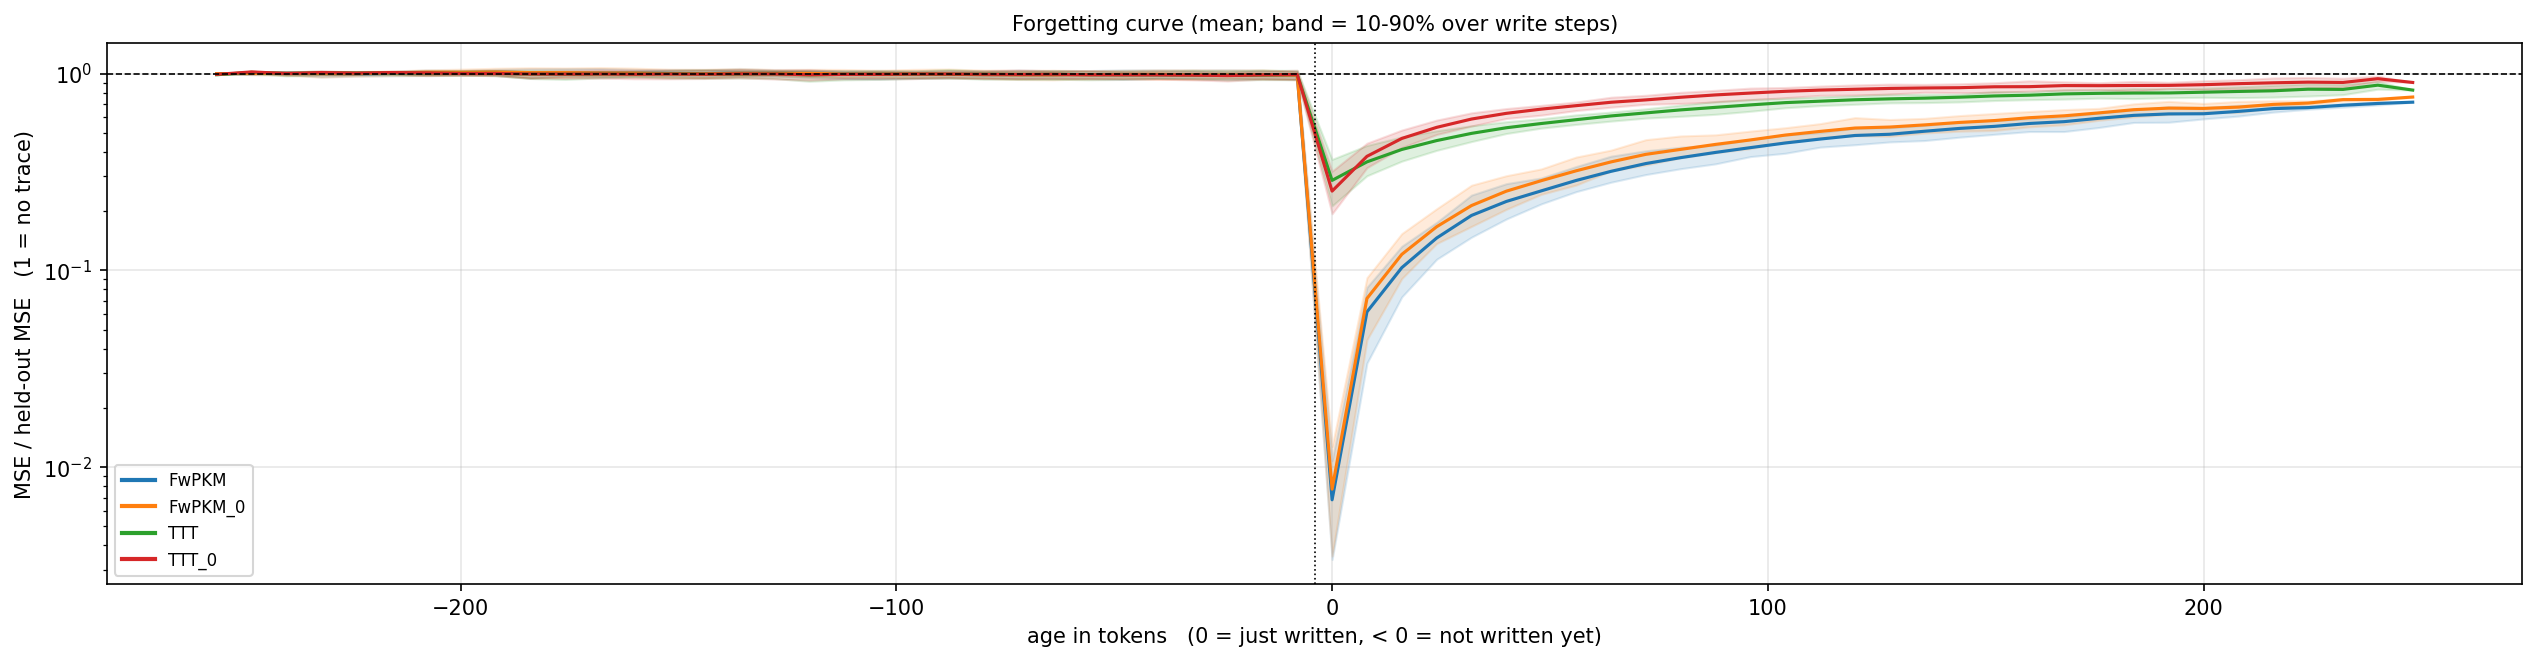 Forgetting curve (mean; band = 10-90% over write steps)
MSE / held-out MSE   (1 = no trace)
10⁰
10⁻¹
10⁻²
FwPKM
FwPKM_0
TTT
TTT_0
−200
−100
0
100
200
age in tokens   (0 = just written, < 0 = not written yet)